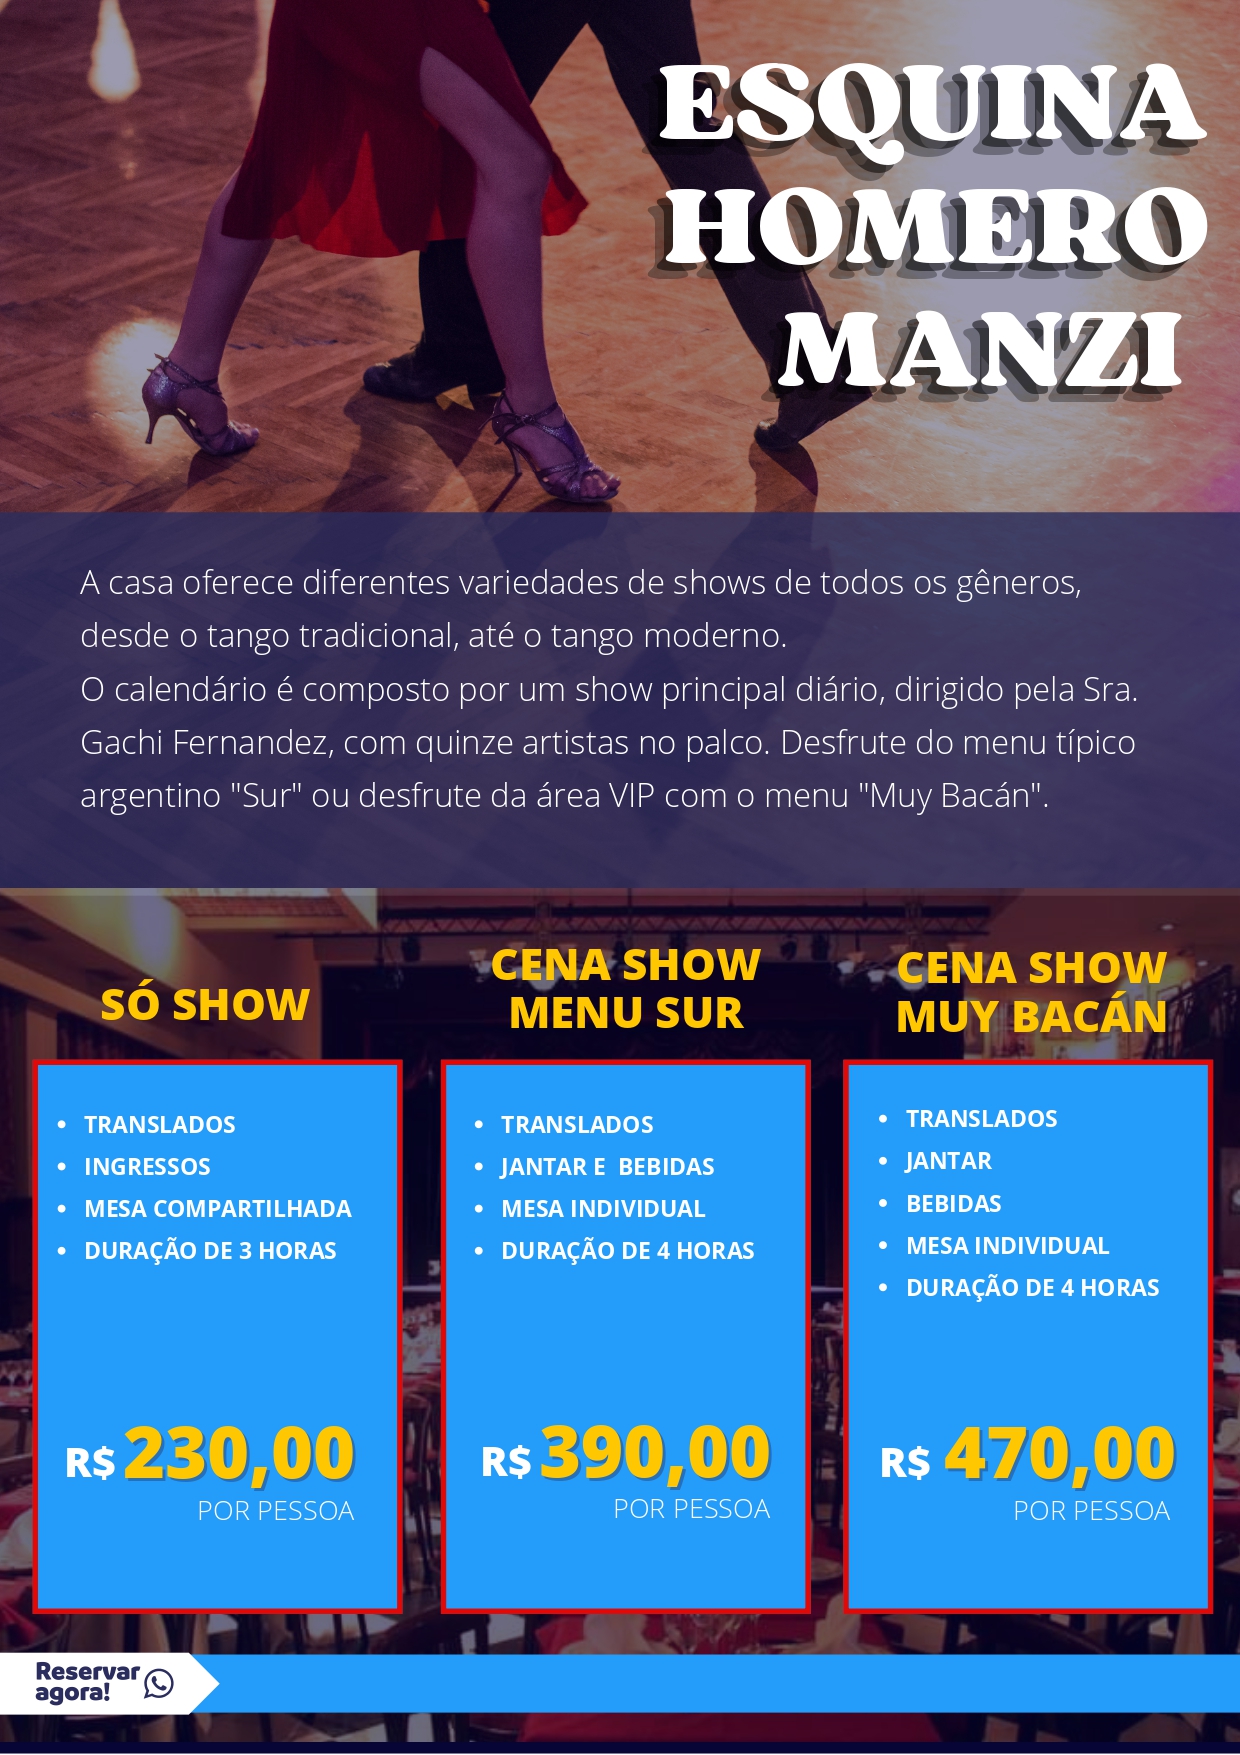 ESQUINA
HOMERO
MANZI
A casa oferece diferentes variedades de shows de todos os gêneros,
desde o tango tradicional, até o tango moderno.
O calendário é composto por um show principal diário, dirigido pela Sra.
Gachi Fernandez, com quinze artistas no palco. Desfrute do menu típico
argentino "Sur" ou desfrute da área VIP com o menu "Muy Bacán".
SÓ SHOW
• TRANSLADOS
• INGRESSOS
• MESA COMPARTILHADA
• DURAÇÃO DE 3 HORAS
R$ 230,00
POR PESSOA
CENA SHOW
MENU SUR
• TRANSLADOS
• JANTAR E  BEBIDAS
• MESA INDIVIDUAL
• DURAÇÃO DE 4 HORAS
R$ 390,00
POR PESSOA
CENA SHOW
MUY BACÁN
• TRANSLADOS
• JANTAR
• BEBIDAS
• MESA INDIVIDUAL
• DURAÇÃO DE 4 HORAS
R$ 470,00
POR PESSOA
Reservar
agora!